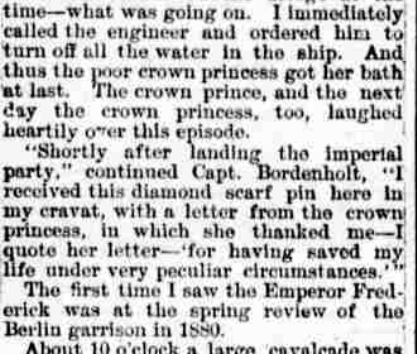 time—what was going on. I immediately
called the engineer and ordered him to
turn off all the water in the ship. And
thus the poor crown princess got her bath
at last. The crown prince, and the next
day the crown princess, too, laughed
heartily over this episode.
"Shortly after landing the imperial
party," continued Capt. Bordenholt, "I
received this diamond scarf pin here in
my cravat, with a letter from the crown
princess, in which she thanked me—I
quote her letter—'for having saved my
life under very peculiar circumstances.'"
The first time I saw the Emperor Fred-
erick was at the spring review of the
Berlin garrison in 1880.
About 10 o'clock a large cavalcade was